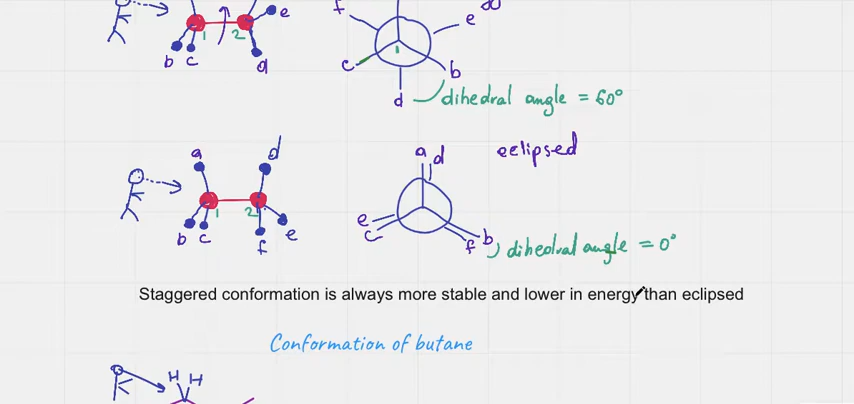 e
1 2
b c
d
f
e
1
c
b
d
dihedral angle = 60°
a
d
1 2
b c
f
e
a d
eclipsed
e
c
b
f
dihedral angle = 0°
Staggered conformation is always more stable and lower in energy than eclipsed
Conformation of butane
H H